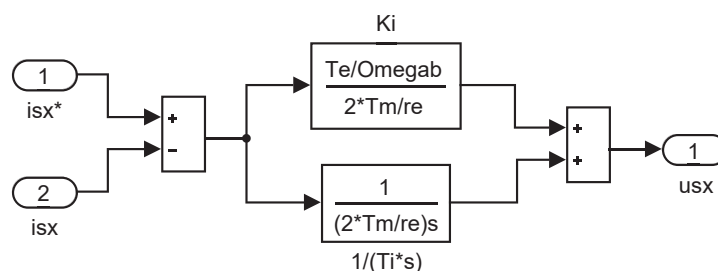 Ki
1
isx*
Te/Omegab
2*Tm/re
+
−
+
+
1
usx
2
isx
1
(2*Tm/re)s
1/(Ti*s)